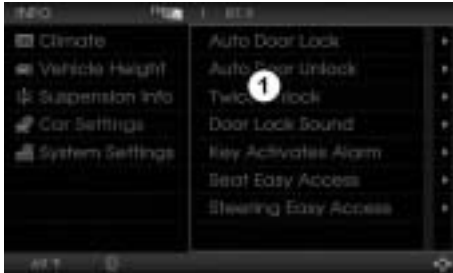 INFO
Climate
Vehicle Height
Suspension Info
Car Settings
System Settings
Auto Door Lock
Auto Door Unlock
1
Door Lock Sound
Key Activates Alarm
Seat Easy Access
Steering Easy Access